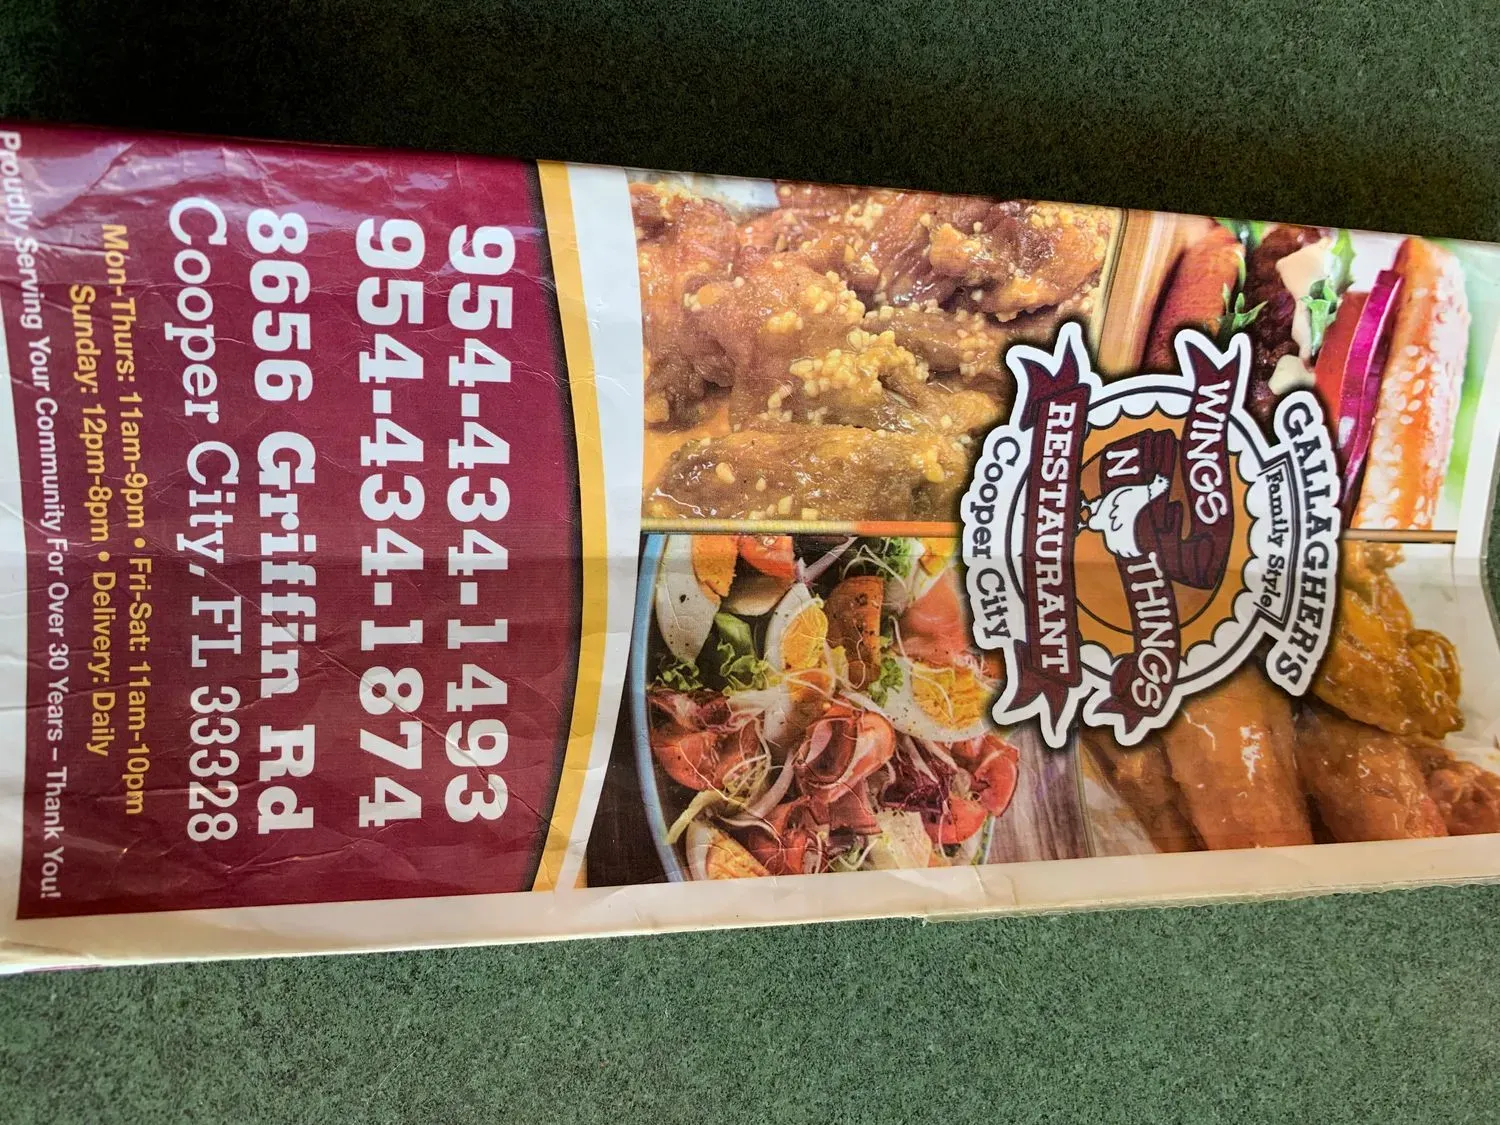 GALLAGHER'S
Family Style
WINGS
N
THINGS
RESTAURANT
Cooper City
954-434-1493
954-434-1874
8656 Griffin Rd
Cooper City, FL 33328
Mon-Thurs: 11am-9pm • Fri-Sat: 11am-10pm
Sunday: 12pm-8pm • Delivery: Daily
Proudly Serving Your Community For Over 30 Years – Thank You!